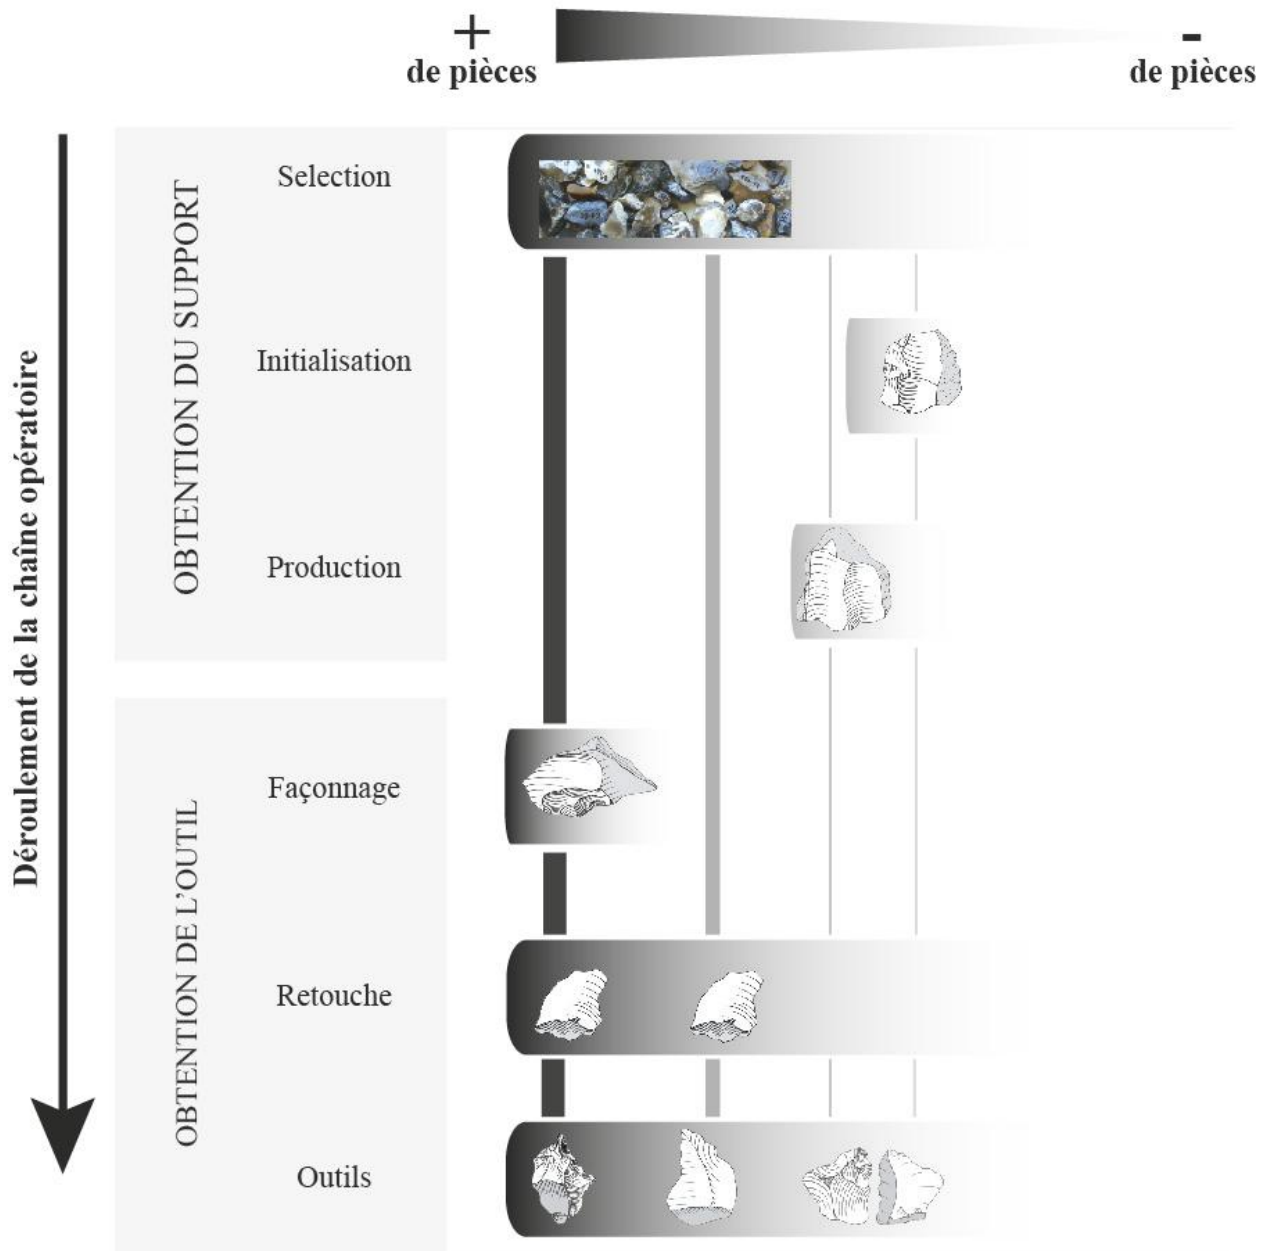 +
de pièces
-
de pièces
Déroulement de la chaîne opératoire
OBTENTION DU SUPPORT
Selection
Initialisation
Production
OBTENTION DE L'OUTIL
Façonnage
Retouche
Outils